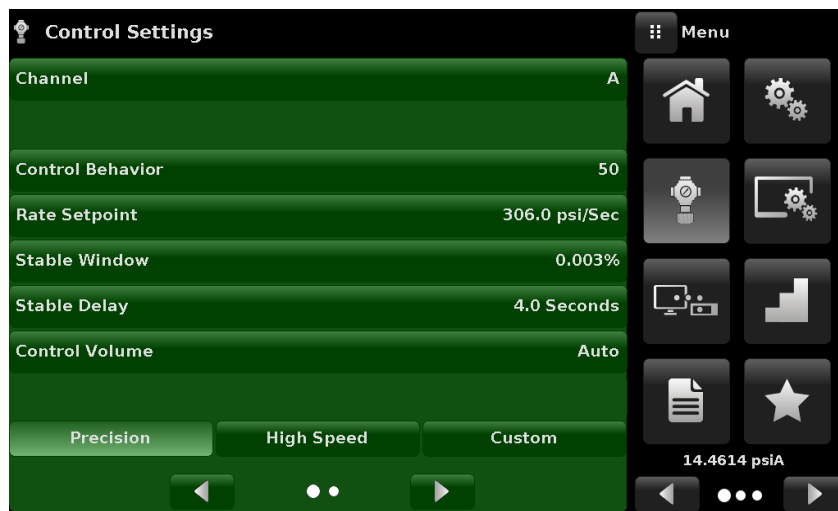 Control Settings
Menu
Channel A
Control Behavior 50
Rate Setpoint 306.0 psi/Sec
Stable Window 0.003%
Stable Delay 4.0 Seconds
Control Volume Auto
Precision High Speed Custom
14.4614 psiA